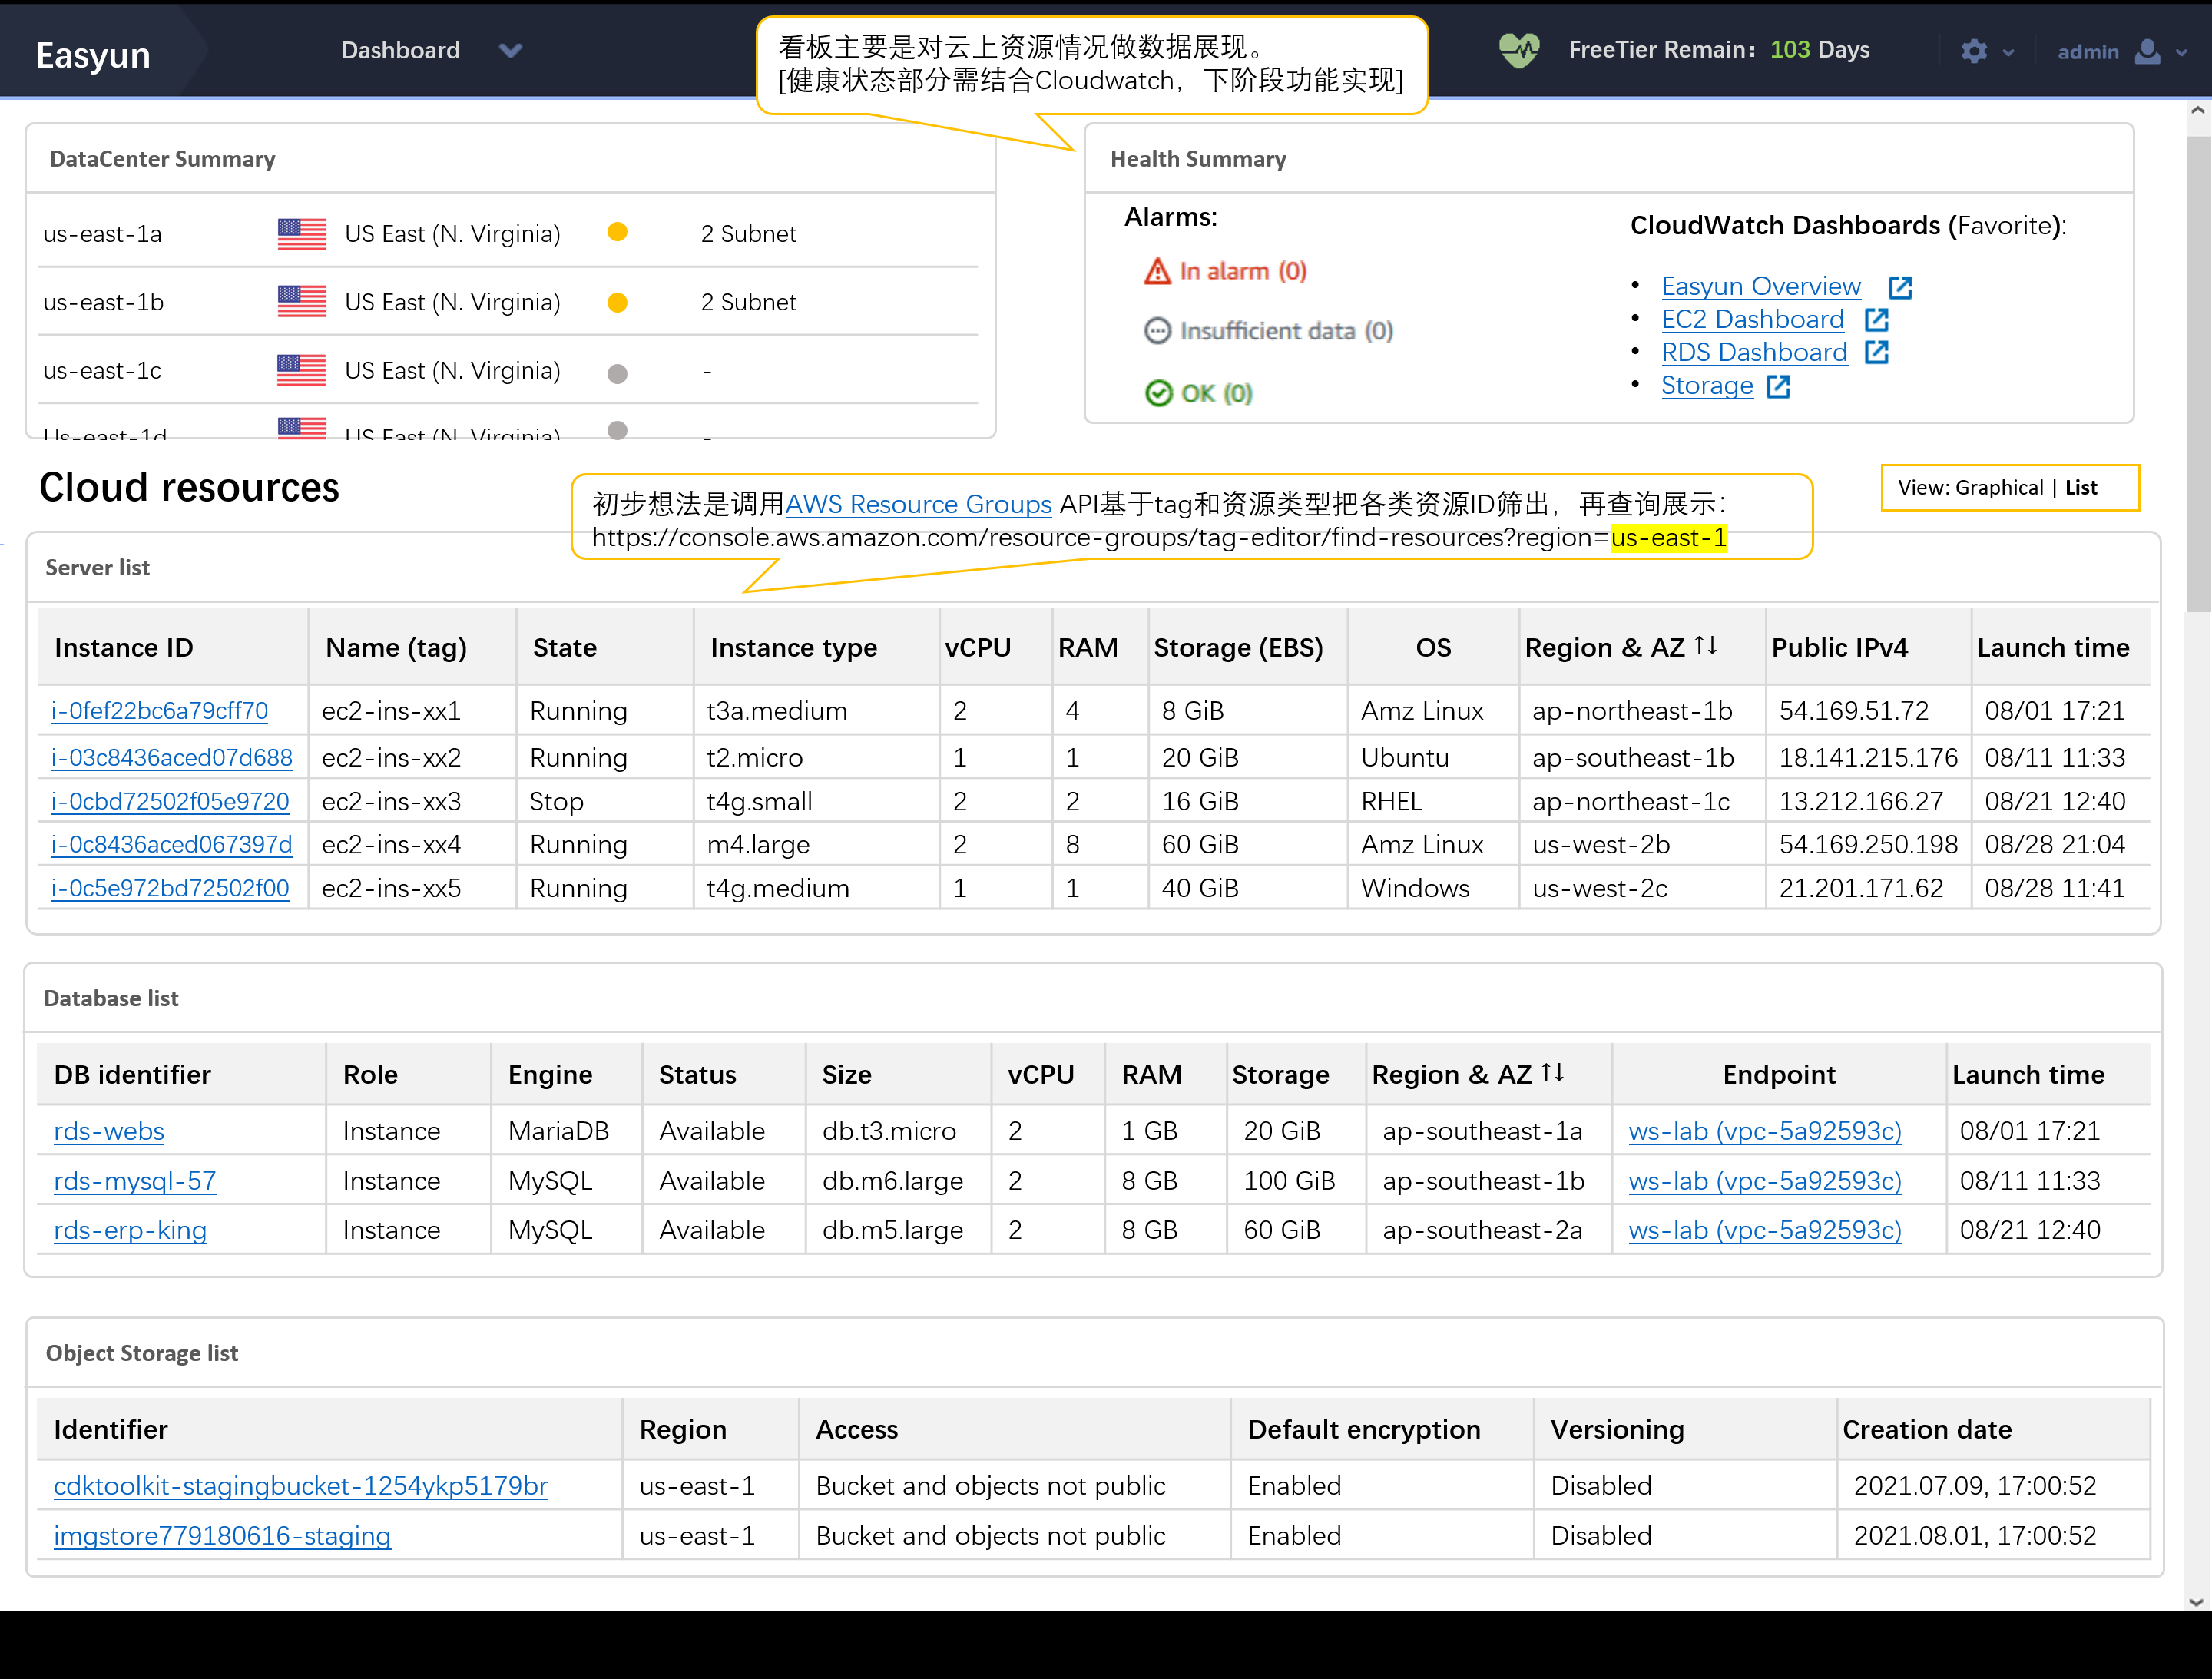 Easyun
Dashboard
看板主要是对云上资源情况做数据展现。
[健康状态部分需结合Cloudwatch，下阶段功能实现]
FreeTier Remain：103 Days
admin
DataCenter Summary
us-east-1a US East (N. Virginia) 2 Subnet
us-east-1b US East (N. Virginia) 2 Subnet
us-east-1c US East (N. Virginia) -
Us-east-1d US East (N. Virginia) -
Health Summary
Alarms:
In alarm (0)
Insufficient data (0)
OK (0)
CloudWatch Dashboards (Favorite):
• Easyun Overview
• EC2 Dashboard
• RDS Dashboard
• Storage
Cloud resources
初步想法是调用AWS Resource Groups API基于tag和资源类型把各类资源ID筛出，再查询展示：
https://console.aws.amazon.com/resource-groups/tag-editor/find-resources?region=us-east-1
View: Graphical | List
Server list
Instance ID Name (tag) State Instance type vCPU RAM Storage (EBS) OS Region & AZ ↑↓ Public IPv4 Launch time
i-0fef22bc6a79cff70 ec2-ins-xx1 Running t3a.medium 2 4 8 GiB Amz Linux ap-northeast-1b 54.169.51.72 08/01 17:21
i-03c8436aced07d688 ec2-ins-xx2 Running t2.micro 1 1 20 GiB Ubuntu ap-southeast-1b 18.141.215.176 08/11 11:33
i-0cbd72502f05e9720 ec2-ins-xx3 Stop t4g.small 2 2 16 GiB RHEL ap-northeast-1c 13.212.166.27 08/21 12:40
i-0c8436aced067397d ec2-ins-xx4 Running m4.large 2 8 60 GiB Amz Linux us-west-2b 54.169.250.198 08/28 21:04
i-0c5e972bd72502f00 ec2-ins-xx5 Running t4g.medium 1 1 40 GiB Windows us-west-2c 21.201.171.62 08/28 11:41
Database list
DB identifier Role Engine Status Size vCPU RAM Storage Region & AZ ↑↓ Endpoint Launch time
rds-webs Instance MariaDB Available db.t3.micro 2 1 GB 20 GiB ap-southeast-1a ws-lab (vpc-5a92593c) 08/01 17:21
rds-mysql-57 Instance MySQL Available db.m6.large 2 8 GB 100 GiB ap-southeast-1b ws-lab (vpc-5a92593c) 08/11 11:33
rds-erp-king Instance MySQL Available db.m5.large 2 8 GB 60 GiB ap-southeast-2a ws-lab (vpc-5a92593c) 08/21 12:40
Object Storage list
Identifier Region Access Default encryption Versioning Creation date
cdktoolkit-stagingbucket-1254ykp5179br us-east-1 Bucket and objects not public Enabled Disabled 2021.07.09, 17:00:52
imgstore779180616-staging us-east-1 Bucket and objects not public Enabled Disabled 2021.08.01, 17:00:52